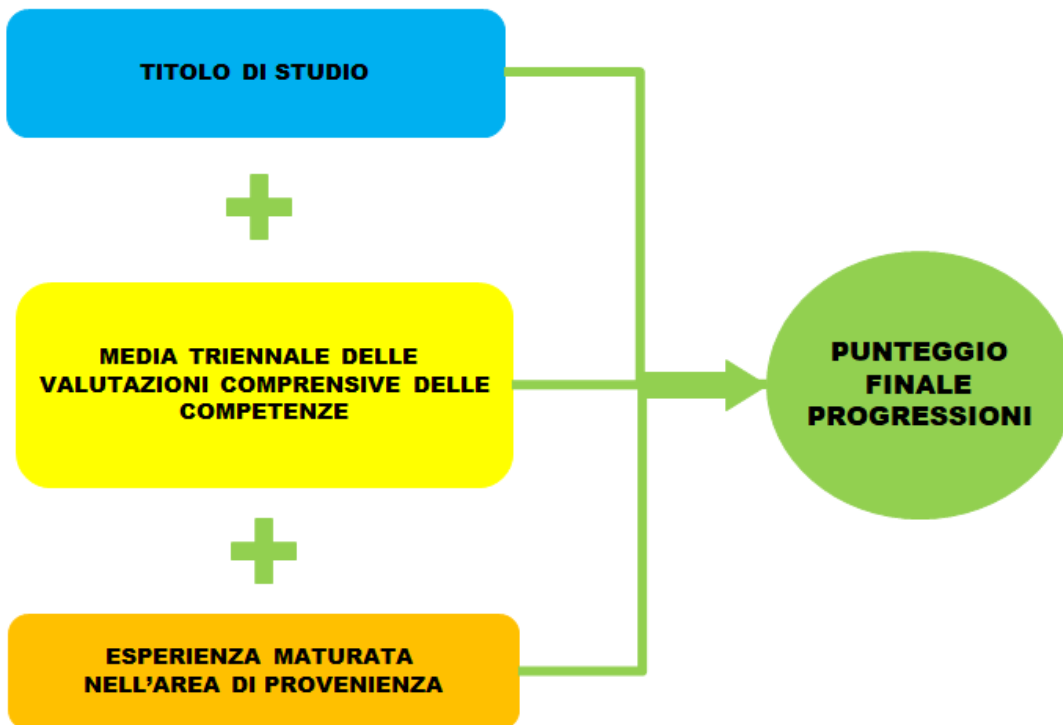 TITOLO DI STUDIO
MEDIA TRIENNALE DELLE
VALUTAZIONI COMPRENSIVE DELLE
COMPETENZE
ESPERIENZA MATURATA
NELL'AREA DI PROVENIENZA
PUNTEGGIO
FINALE
PROGRESSIONI